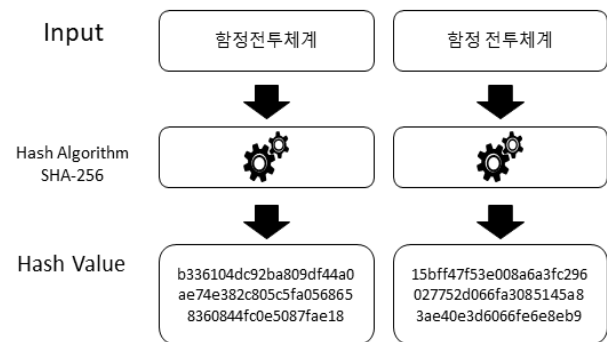 Input
함정전투체계
함정 전투체계
Hash Algorithm
SHA-256
Hash Value
b336104dc92ba809df44a0
ae74e382c805c5fa056865
8360844fc0e5087fae18
15bff47f53e008a6a3fc296
027752d066fa3085145a8
3ae40e3d6066fe6e8eb9